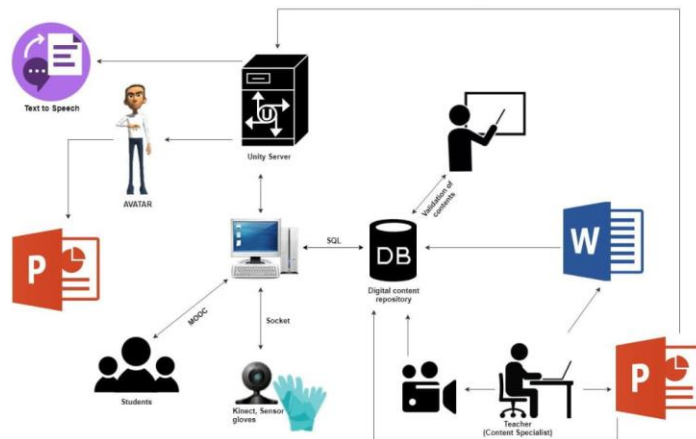 Text to Speech
Unity Server
AVATAR
Validation of
contents
P
W
SQL
DB
Digital content
repository
MOOC
Socket
Students
Kinect, Sensor
gloves
Teacher
(Content Specialist)
P
U